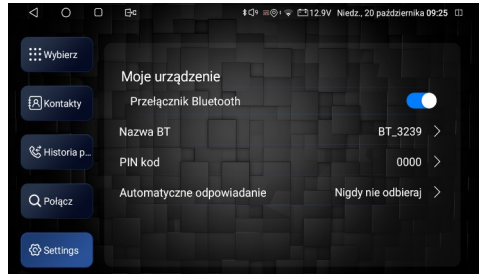 12.9V Niedz., 20 października 09:25
Wybierz
Kontakty
Historia p...
Połącz
Settings
Moje urządzenie
Przełącznik Bluetooth
Nazwa BT BT_3239
PIN kod 0000
Automatyczne odpowiadanie Nigdy nie odbieraj